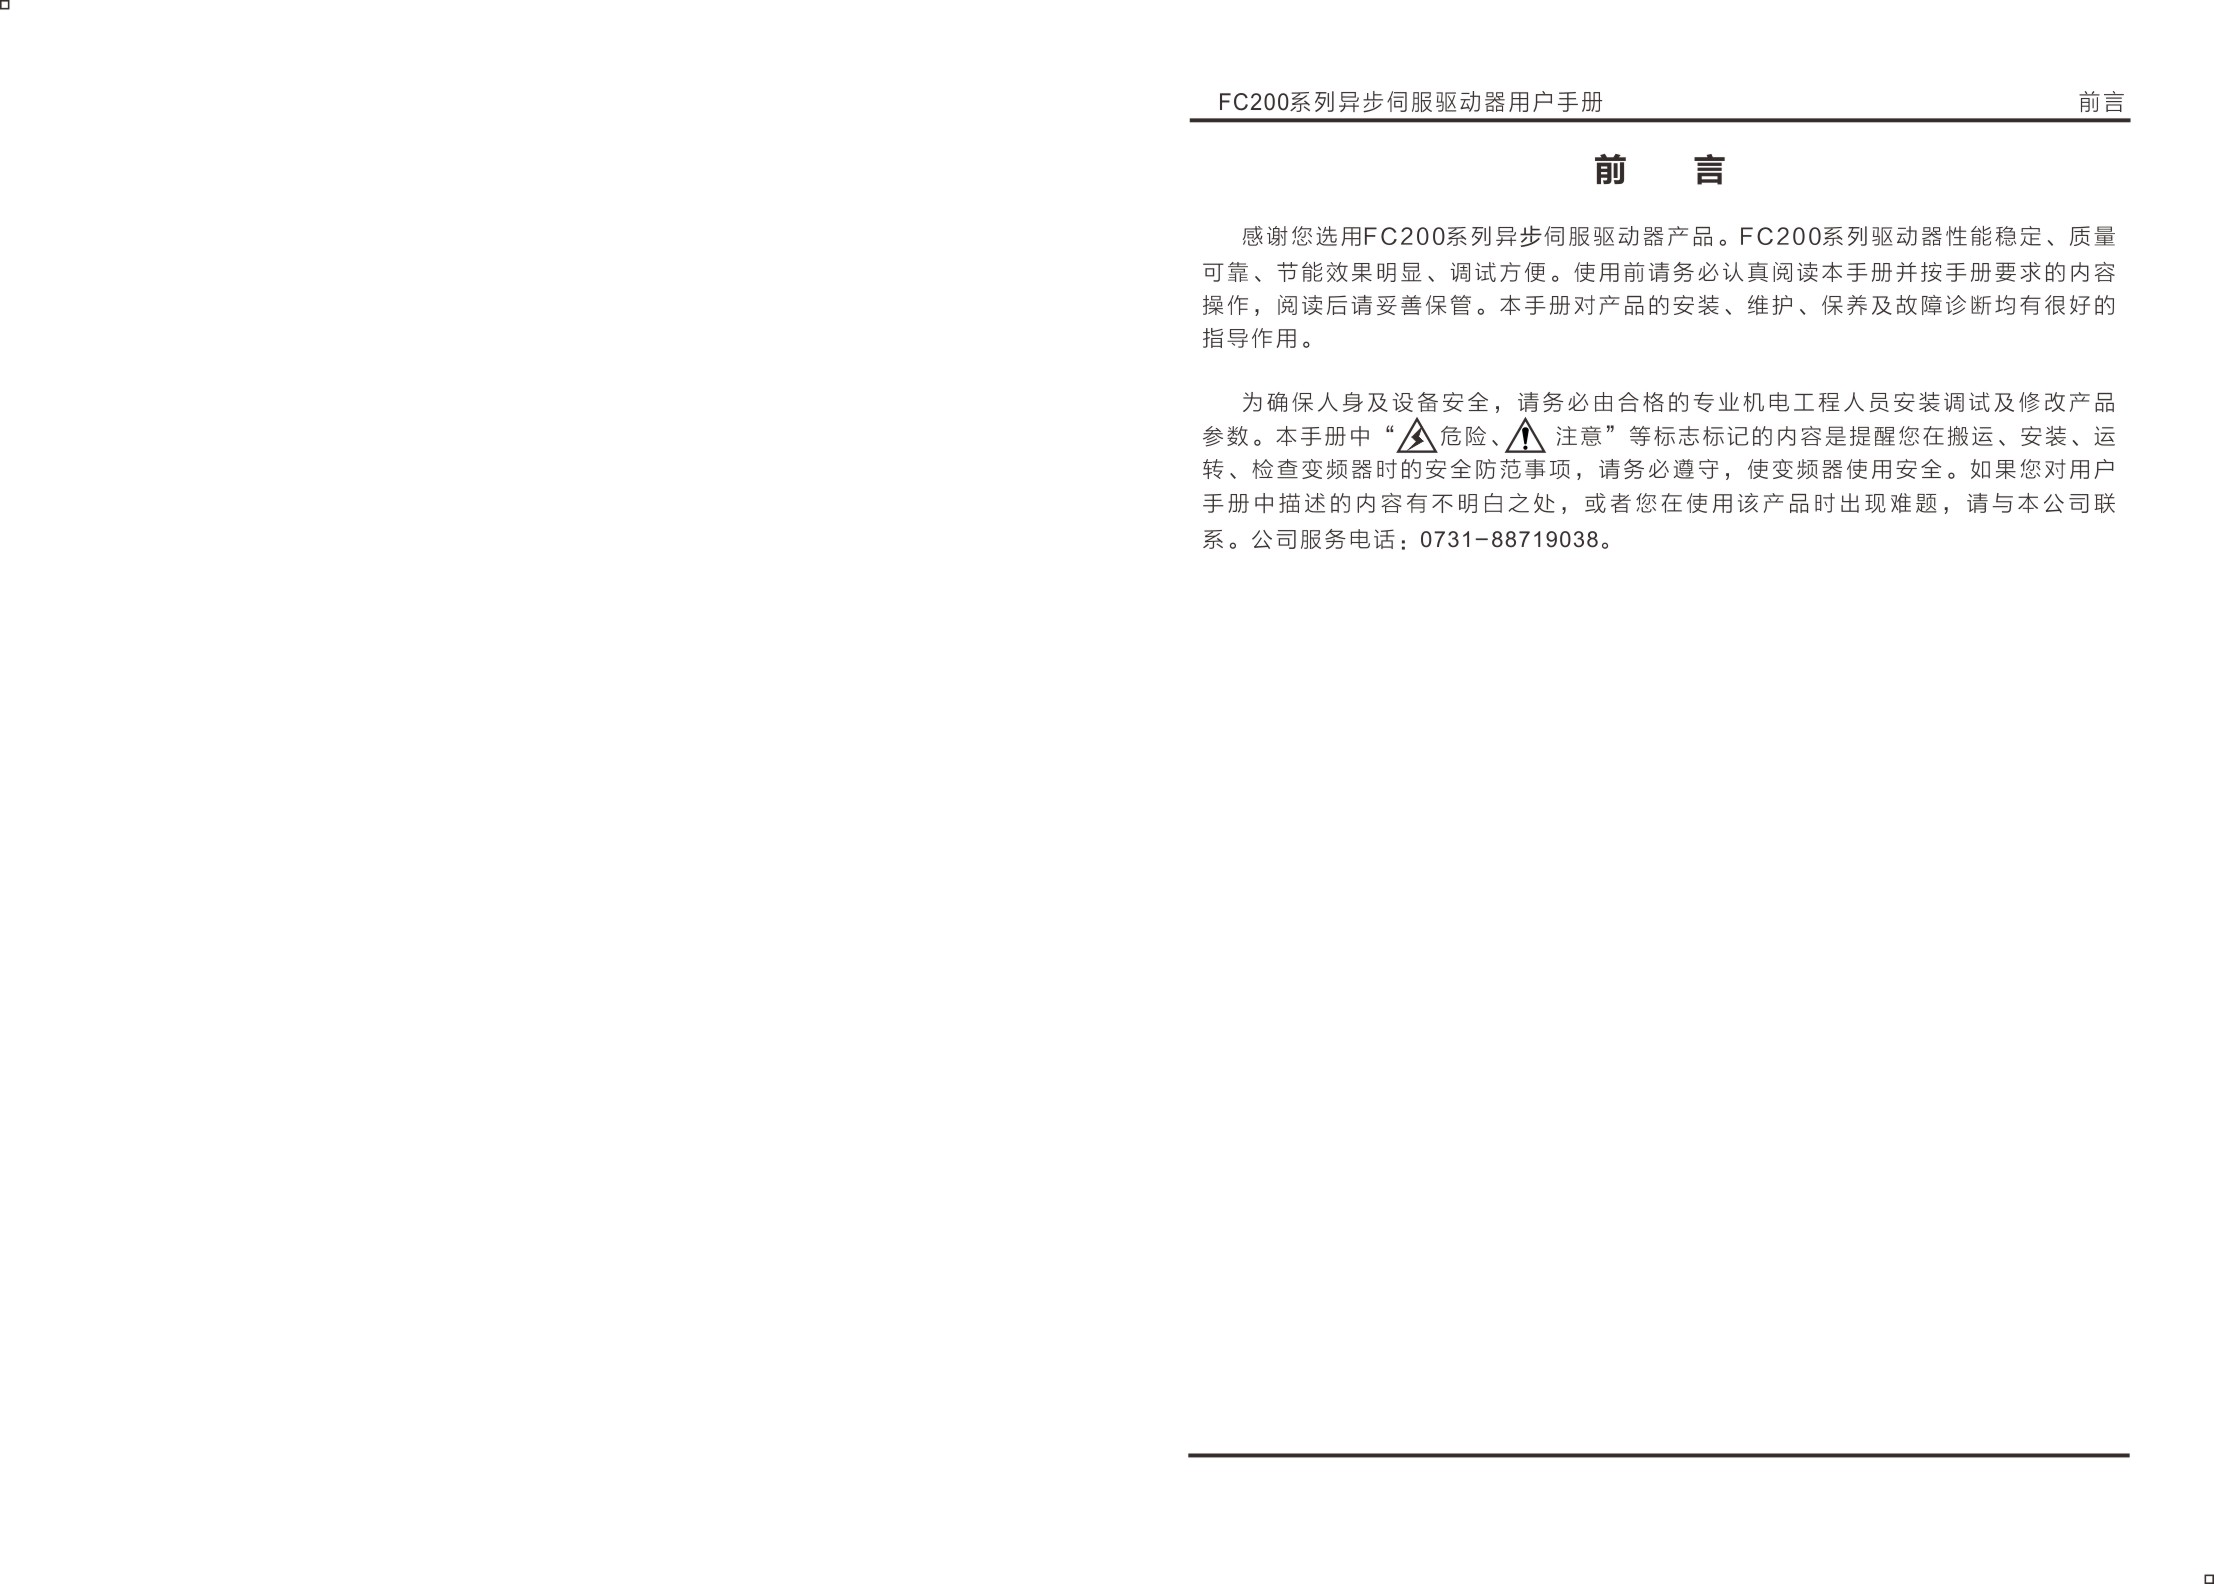 FC200系列异步伺服驱动器用户手册 前言
前 言
感谢您选用FC200系列异步伺服驱动器产品。FC200系列驱动器性能稳定、质量
可靠、节能效果明显、调试方便。使用前请务必认真阅读本手册并按手册要求的内容
操作，阅读后请妥善保管。本手册对产品的安装、维护、保养及故障诊断均有很好的
指导作用。
为确保人身及设备安全，请务必由合格的专业机电工程人员安装调试及修改产品
参数。本手册中“危险、注意”等标志标记的内容是提醒您在搬运、安装、运
转、检查变频器时的安全防范事项，请务必遵守，使变频器使用安全。如果您对用户
手册中描述的内容有不明白之处，或者您在使用该产品时出现难题，请与本公司联
系。公司服务电话：0731-88719038。